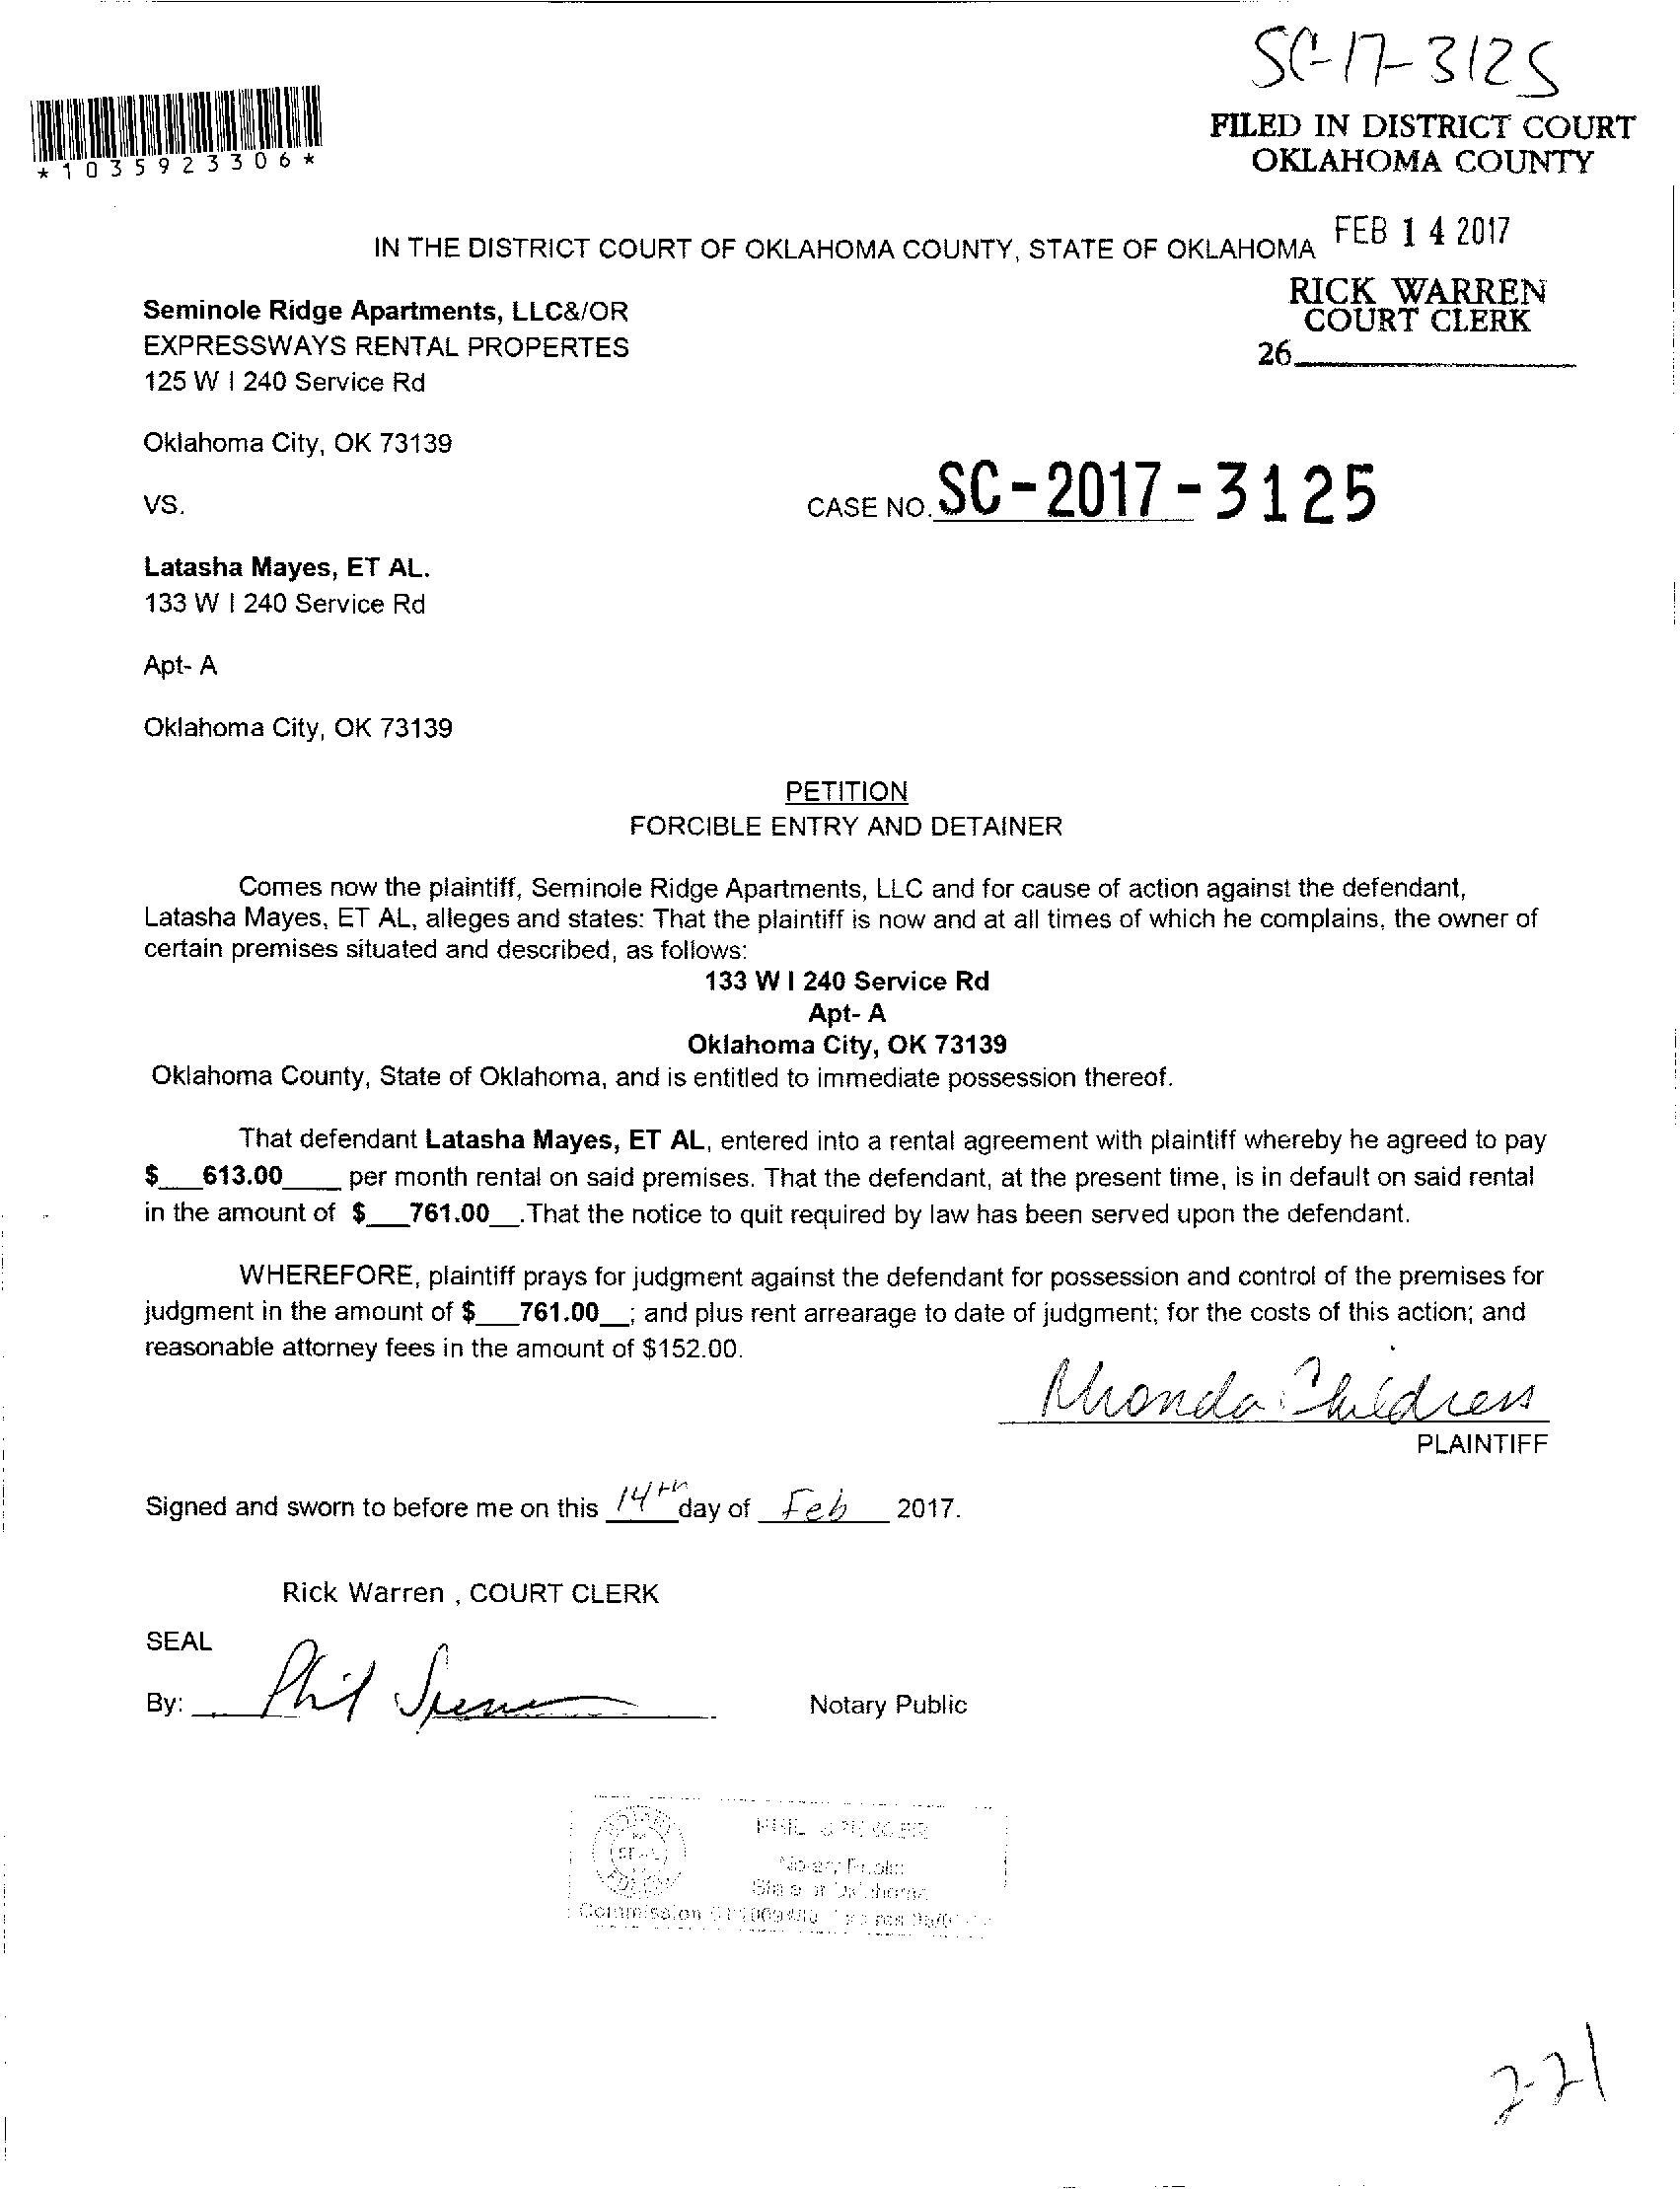 SC-17-3125
*1035923306*
FILED IN DISTRICT COURT
OKLAHOMA COUNTY
FEB 14 2017
IN THE DISTRICT COURT OF OKLAHOMA COUNTY, STATE OF OKLAHOMA
RICK WARREN
COURT CLERK
26
Seminole Ridge Apartments, LLC&/OR
EXPRESSWAYS RENTAL PROPERTES
125 W I 240 Service Rd
Oklahoma City, OK 73139
VS.
CASE NO. SC-2017-3125
Latasha Mayes, ET AL.
133 W I 240 Service Rd
Apt- A
Oklahoma City, OK 73139
PETITION
FORCIBLE ENTRY AND DETAINER
Comes now the plaintiff, Seminole Ridge Apartments, LLC and for cause of action against the defendant,
Latasha Mayes, ET AL, alleges and states: That the plaintiff is now and at all times of which he complains, the owner of
certain premises situated and described, as follows:
133 W I 240 Service Rd
Apt- A
Oklahoma City, OK 73139
Oklahoma County, State of Oklahoma, and is entitled to immediate possession thereof.
That defendant Latasha Mayes, ET AL, entered into a rental agreement with plaintiff whereby he agreed to pay
$___613.00____ per month rental on said premises. That the defendant, at the present time, is in default on said rental
in the amount of $___761.00__.That the notice to quit required by law has been served upon the defendant.
WHEREFORE, plaintiff prays for judgment against the defendant for possession and control of the premises for
judgment in the amount of $___761.00__; and plus rent arrearage to date of judgment; for the costs of this action; and
reasonable attorney fees in the amount of $152.00.
Rhonda Childress
PLAINTIFF
Signed and sworn to before me on this 14th day of Feb 2017.
Rick Warren , COURT CLERK
SEAL
By: Phil
Notary Public
Notary Public
State of Oklahoma
Commission
2-21